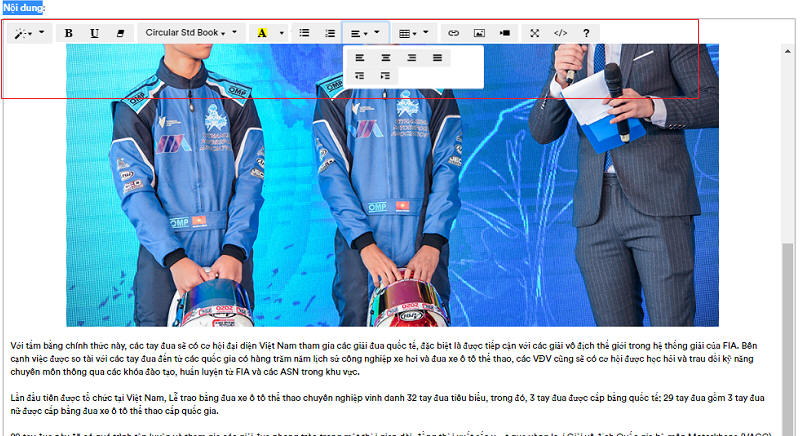 Nội dung:
B U Circular Std Book A </> ?
OMP OMP
OMP OMP
Với tấm bằng chính thức này, các tay đua sẽ có cơ hội đại diện Việt Nam tham gia các giải đua quốc tế, đặc biệt là được tiếp cận với các giải vô địch thế giới trong hệ thống giải của FIA. Bên
cạnh việc được so tài với các tay đua đến từ các quốc gia có hàng trăm năm lịch sử công nghiệp xe hơi và đua xe ô tô thể thao, các VĐV cũng sẽ có cơ hội được học hỏi và trau dồi kỹ năng
chuyên môn thông qua các khóa đào tạo, huấn luyện từ FIA và các ASN trong khu vực.
Lần đầu tiên được tổ chức tại Việt Nam, Lễ trao bằng đua xe ô tô thể thao chuyên nghiệp vinh danh 32 tay đua tiêu biểu, trong đó, 3 tay đua được cấp bằng quốc tế; 29 tay đua gồm 3 tay đua
nữ được cấp bằng đua xe ô tô thể thao cấp quốc gia.